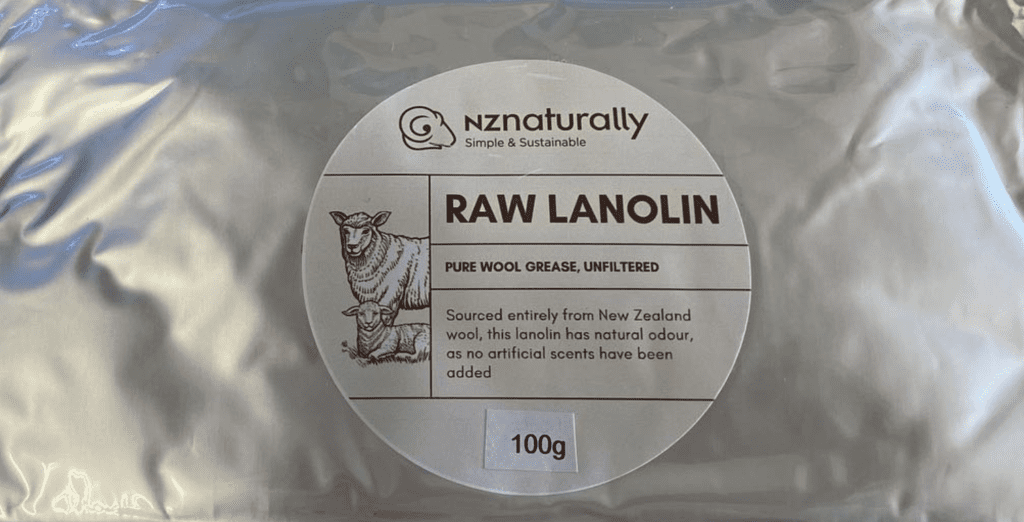 NZnaturally
Simple & Sustainable
RAW LANOLIN
PURE WOOL GREASE, UNFILTERED
Sourced entirely from New Zealand
wool, this lanolin has natural odour,
as no artificial scents have been
added
100g